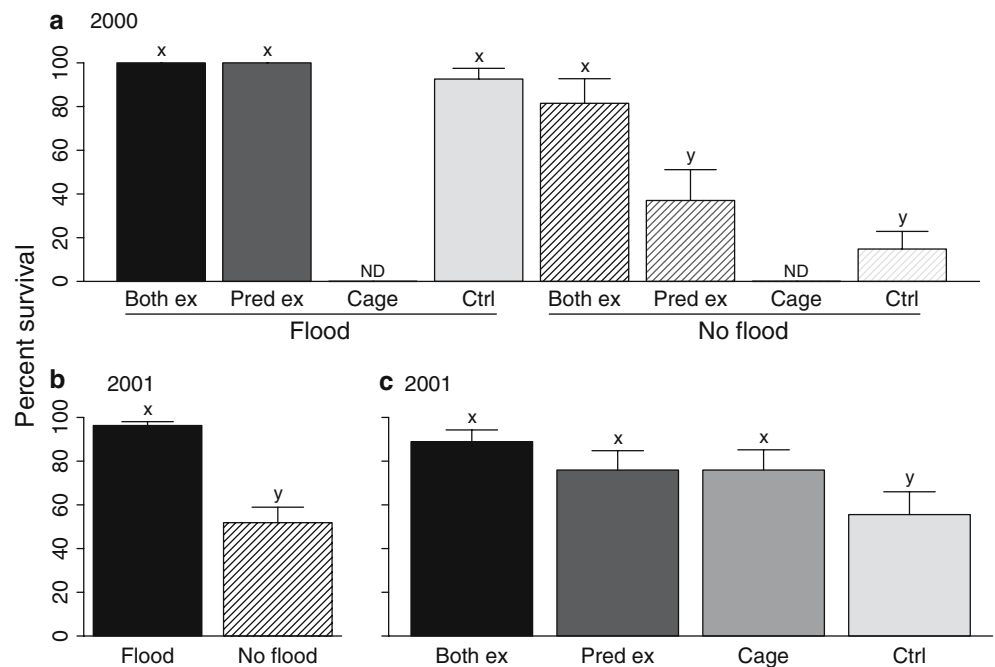 a 2000
Percent survival
100
80
60
40
20
0
x x x x y y
ND ND
Both ex Pred ex Cage Ctrl Both ex Pred ex Cage Ctrl
Flood No flood
b 2001
100
80
60
40
20
0
x y
Flood No flood
c 2001
x x x y
Both ex Pred ex Cage Ctrl